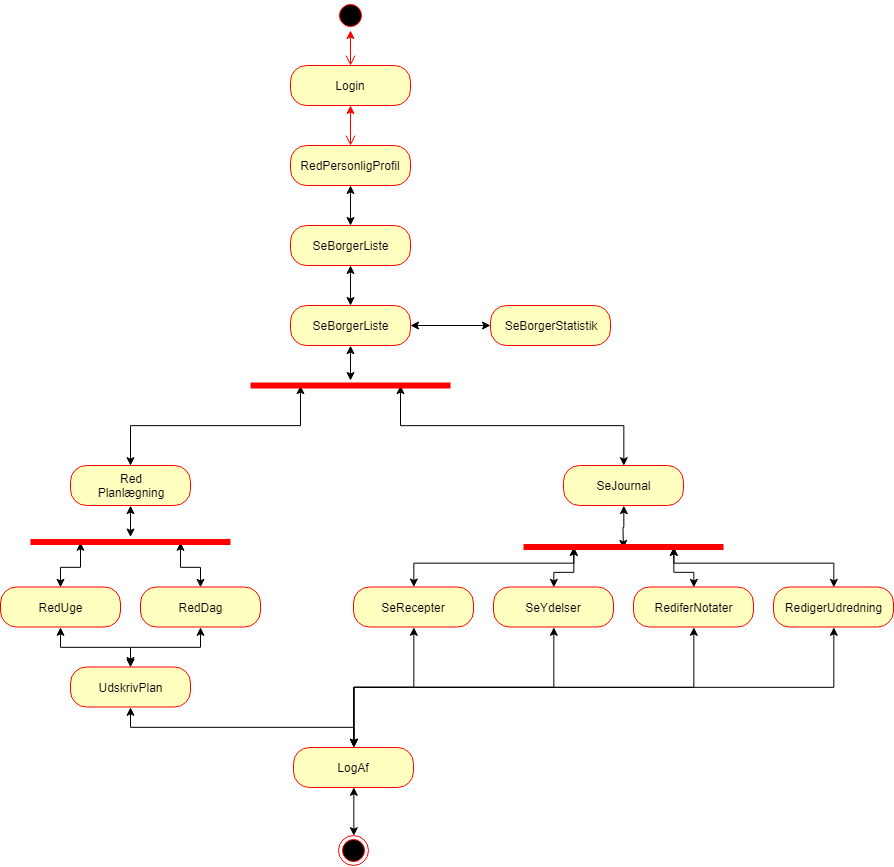 Login
RedPersonligProfil
SeBorgerListe
SeBorgerListe
SeBorgerStatistik
Red
Planlægning
SeJournal
RedUge
RedDag
SeRecepter
SeYdelser
RediferNotater
RedigerUdredning
UdskrivPlan
LogAf